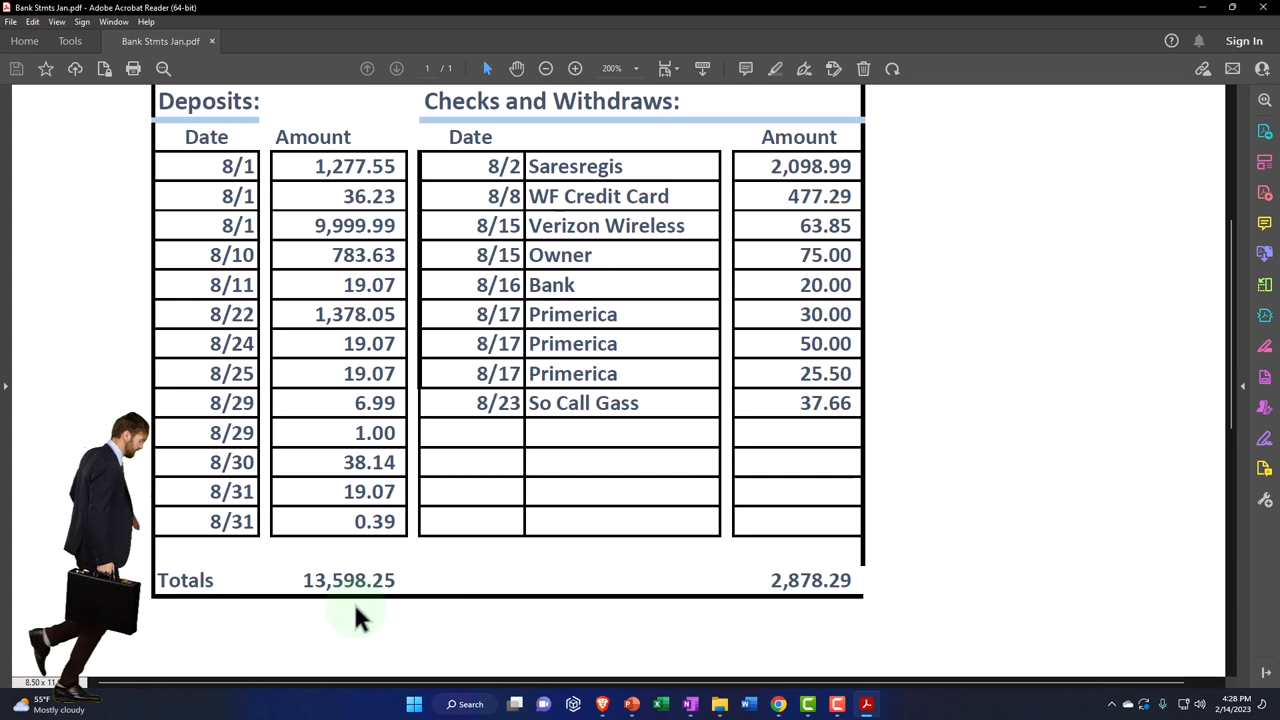 Bank Stmts Jan.pdf - Adobe Acrobat Reader (64-bit)
File Edit View Sign Window Help
Home Tools Bank Stmts Jan.pdf × Sign In
1 / 1 200%
Deposits: Checks and Withdraws:
Date Amount Date Amount
8/1 1,277.55 8/2 Saresregis 2,098.99
8/1 36.23 8/8 WF Credit Card 477.29
8/1 9,999.99 8/15 Verizon Wireless 63.85
8/10 783.63 8/15 Owner 75.00
8/11 19.07 8/16 Bank 20.00
8/22 1,378.05 8/17 Primerica 30.00
8/24 19.07 8/17 Primerica 50.00
8/25 19.07 8/17 Primerica 25.50
8/29 6.99 8/23 So Call Gass 37.66
8/29 1.00
8/30 38.14
8/31 19.07
8/31 0.39
Totals 13,598.25 2,878.29
8.50 x
55°F
Mostly cloudy
Search
4:28 PM
2/14/2023